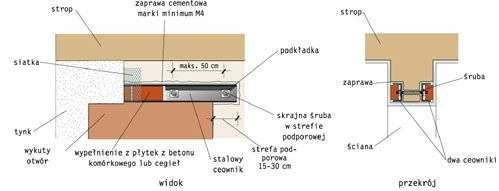 strop
zaprawa cementowa
marki minimum M4
siatka
maks. 50 cm
podkładka
skrajna śruba
w strefie
podporowej
tynk
wykuty
otwór
wypełnienie z płytek z betonu
komórkowego lub cegieł
stalowy
ceownik
strefa pod-
porowa
15-30 cm
widok
strop
zaprawa
śruba
ściana
dwa ceowniki
przekrój